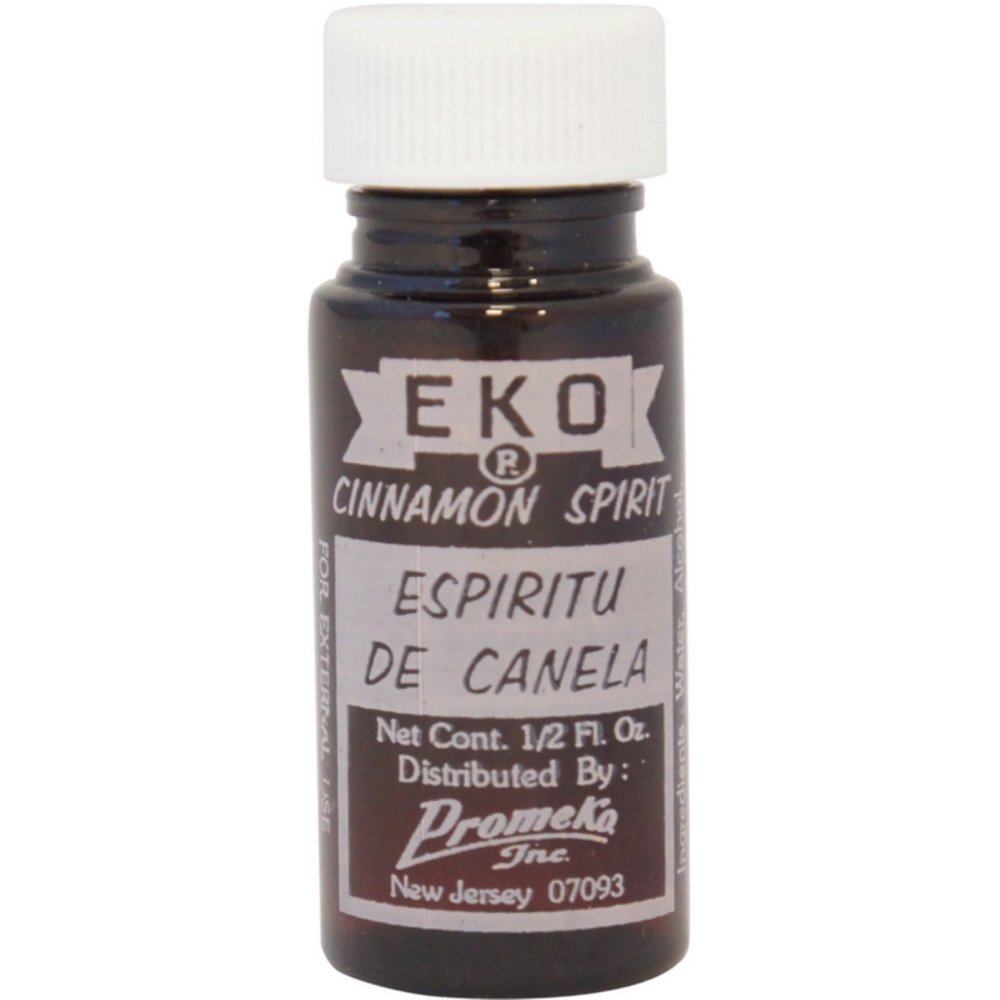 EKO
®
CINNAMON SPIRIT
ESPIRITU
DE CANELA
Net Cont. 1/2 Fl. Oz.
Distributed By:
Promeko
Inc.
New Jersey 07093
FOR EXTERNAL USE
Ingredients: Water, Alcohol